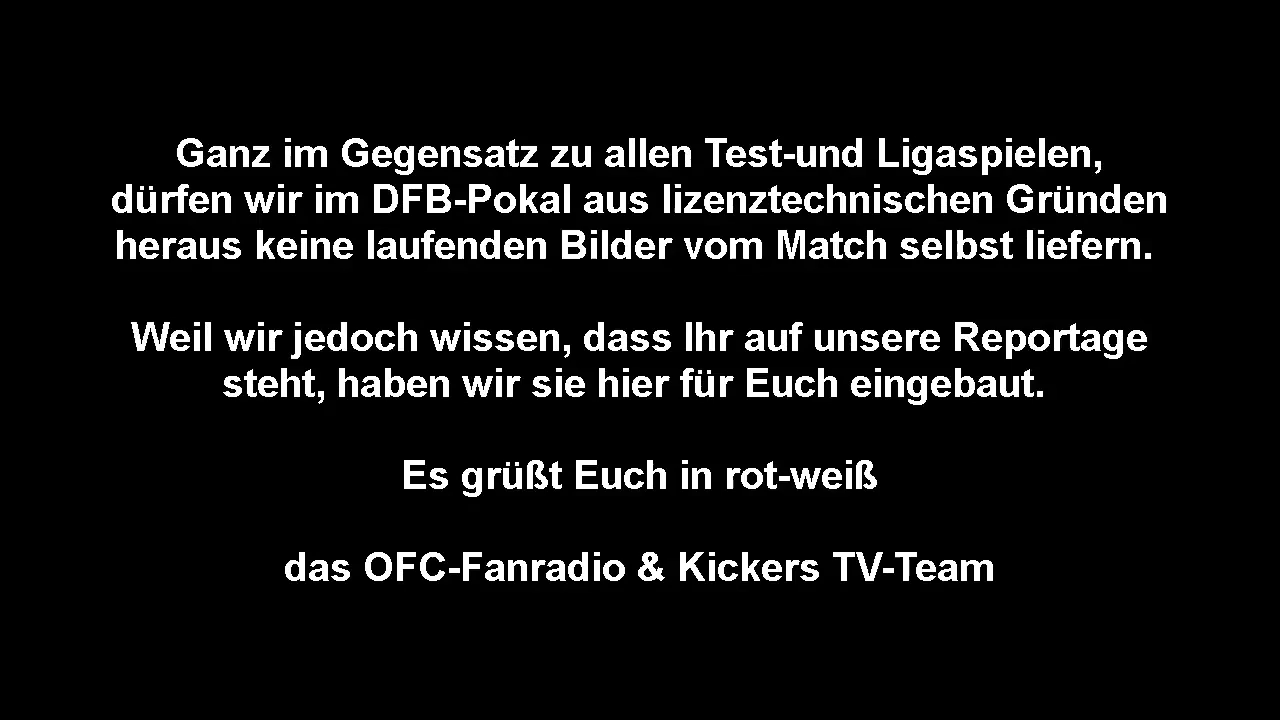 Ganz im Gegensatz zu allen Test-und Ligaspielen,
dürfen wir im DFB-Pokal aus lizenztechnischen Gründen
heraus keine laufenden Bilder vom Match selbst liefern.
Weil wir jedoch wissen, dass Ihr auf unsere Reportage
steht, haben wir sie hier für Euch eingebaut.
Es grüßt Euch in rot-weiß
das OFC-Fanradio & Kickers TV-Team